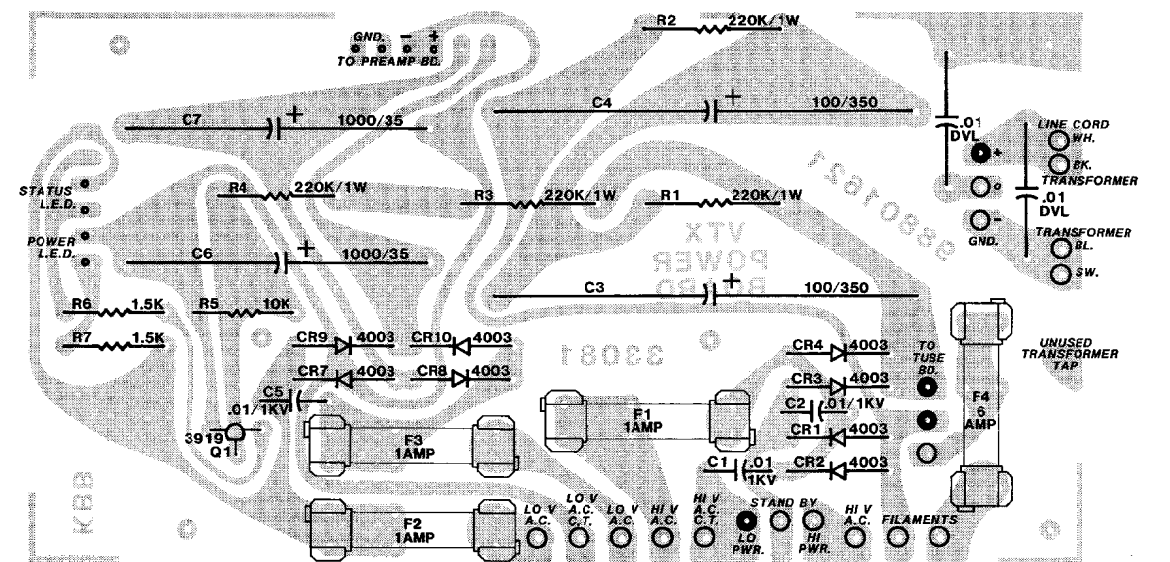 R2 220K/1W
GND. - +
TO PREAMP BD.
C4 + 100/350
C7 + 1000/35
.01
DVL
LINE CORD
WH.
BK.
TRANSFORMER
+
o
-
GND.
.01
DVL
TRANSFORMER
BL.
SW.
STATUS
L.E.D.
POWER
L.E.D.
R4 220K/1W
R3 220K/1W
R1 220K/1W
9880162
VTX
POWER
BOARD
C6 + 1000/35
C3 + 100/350
R6 1.5K
R5 10K
R7 1.5K
CR9 4003
CR10 4003
CR7 4003
CR8 4003
33081
CR4 4003
CR3 4003
C2 .01/1KV
CR1 4003
CR2 4003
C1 .01
1KV
TO
TUBE
BD.
UNUSED
TRANSFORMER
TAP
F4
6
AMP
C5
.01/1KV
3919
Q1
F3
1AMP
F1
1AMP
F2
1AMP
KBB
LO V
A.C.
LO V
A.C.
C.T.
LO V
A.C.
HI V
A.C.
HI V
A.C.
C.T.
STAND BY
LO
PWR.
HI
PWR.
HI V
A.C.
FILAMENTS